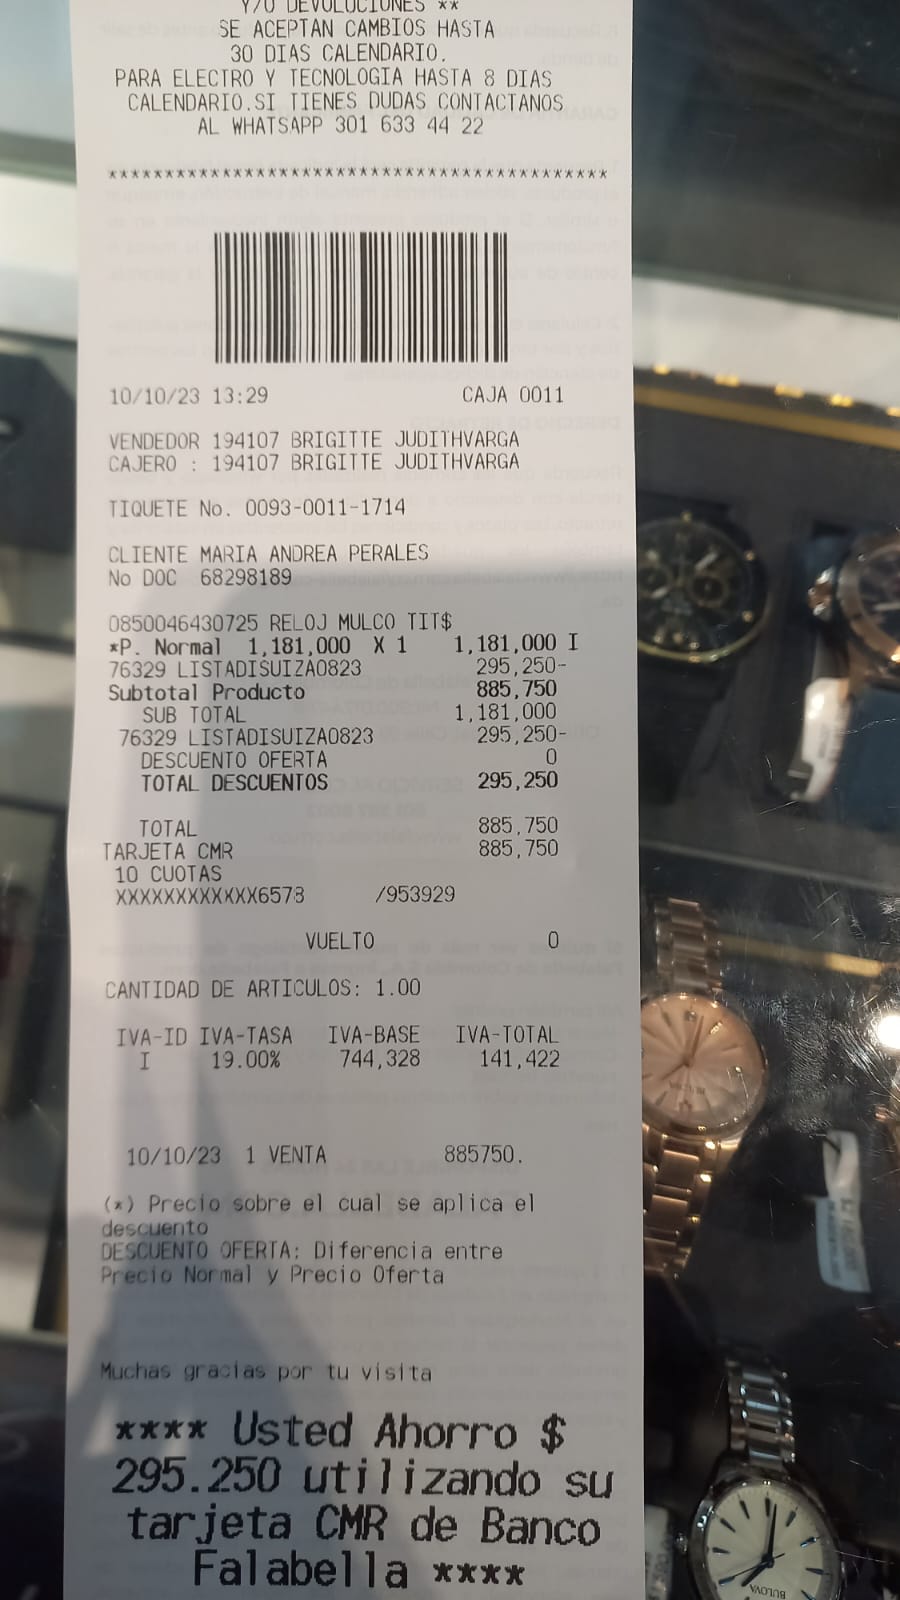 Y/O DEVOLUCIONES **
SE ACEPTAN CAMBIOS HASTA
30 DIAS CALENDARIO.
PARA ELECTRO Y TECNOLOGIA HASTA 8 DIAS
CALENDARIO.SI TIENES DUDAS CONTACTANOS
AL WHATSAPP 301 633 44 22
********************************************
10/10/23 13:29 CAJA 0011
VENDEDOR 194107 BRIGITTE JUDITHVARGA
CAJERO : 194107 BRIGITTE JUDITHVARGA
TIQUETE No. 0093-0011-1714
CLIENTE MARIA ANDREA PERALES
No DOC 68298189
0850046430725 RELOJ MULCO TIT$
*P. Normal 1,181,000 X 1 1,181,000 I
76329 LISTADISUIZA0823 295,250-
Subtotal Producto 885,750
SUB TOTAL 1,181,000
76329 LISTADISUIZA0823 295,250-
DESCUENTO OFERTA 0
TOTAL DESCUENTOS 295,250
TOTAL 885,750
TARJETA CMR 885,750
10 CUOTAS
XXXXXXXXXXXX6573 /953929
VUELTO 0
CANTIDAD DE ARTICULOS: 1.00
IVA-ID IVA-TASA IVA-BASE IVA-TOTAL
I 19.00% 744,328 141,422
10/10/23 1 VENTA 885750.
(*) Precio sobre el cual se aplica el
descuento
DESCUENTO OFERTA: Diferencia entre
Precio Normal y Precio Oferta
Muchas gracias por tu visita
**** Usted Ahorro $
295.250 utilizando su
tarjeta CMR de Banco
Falabella ****
BULOVA
BULOVA